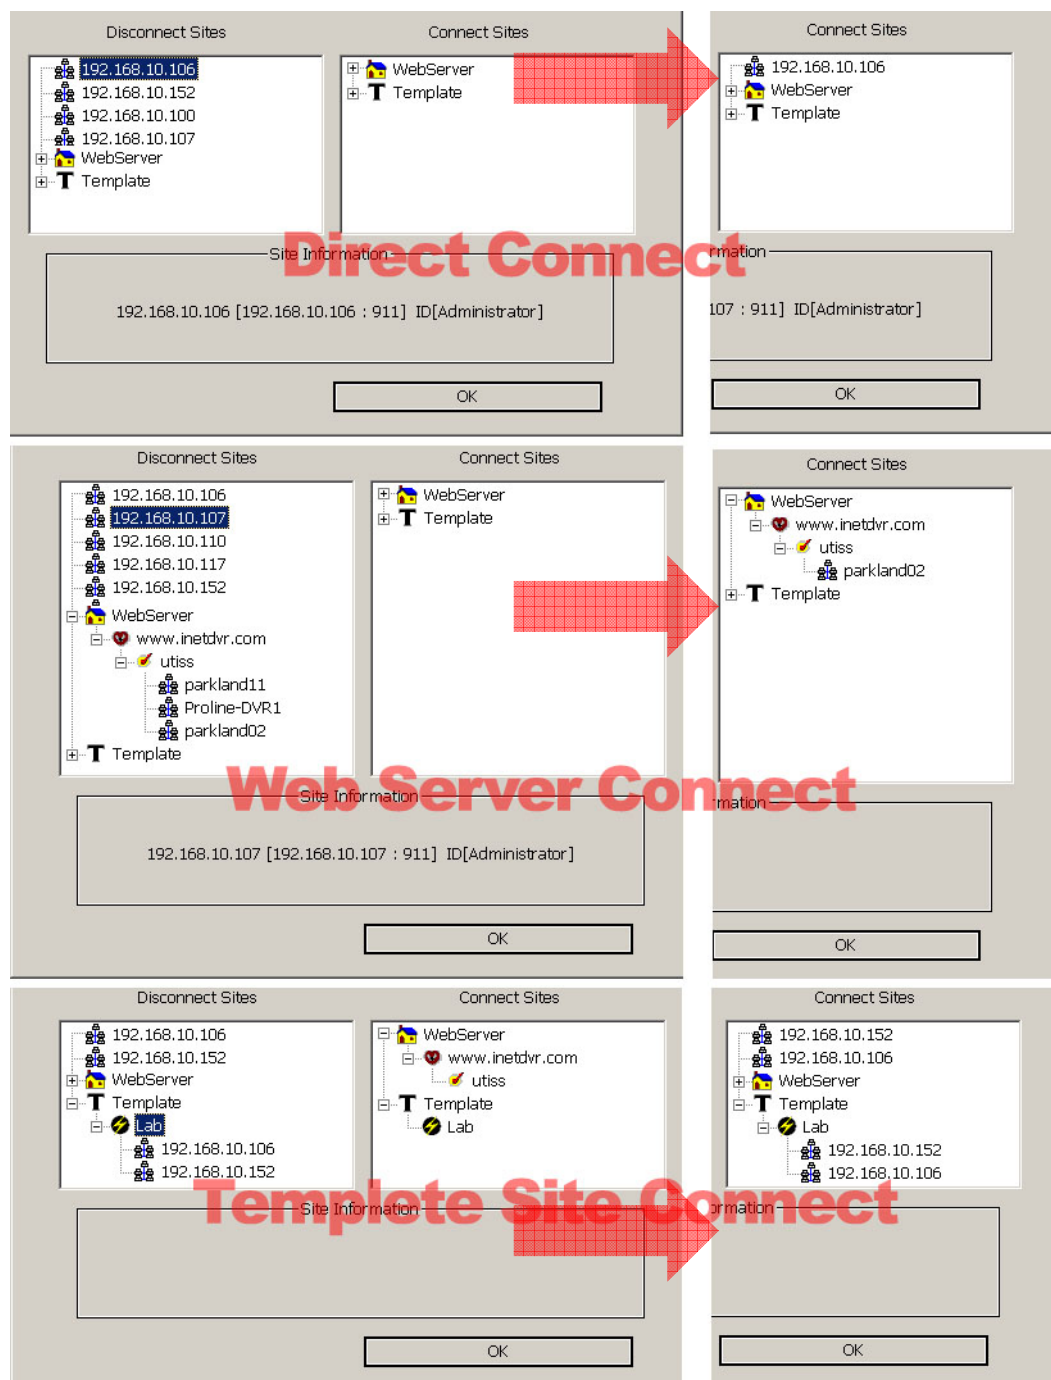 Disconnect Sites
192.168.10.106
192.168.10.152
192.168.10.100
192.168.10.107
WebServer
Template
Connect Sites
WebServer
Template
Connect Sites
192.168.10.106
WebServer
Template
Direct Connect
Site Information
192.168.10.106 [192.168.10.106 : 911] ID[Administrator]
OK
rmation
107 : 911] ID[Administrator]
OK
Disconnect Sites
192.168.10.106
192.168.10.107
192.168.10.110
192.168.10.117
192.168.10.152
WebServer
www.inetdvr.com
utiss
parkland11
Proline-DVR1
parkland02
Template
Connect Sites
WebServer
Template
Connect Sites
WebServer
www.inetdvr.com
utiss
parkland02
Template
Web Server Connect
Site Information
192.168.10.107 [192.168.10.107 : 911] ID[Administrator]
OK
rmation
OK
Disconnect Sites
192.168.10.106
192.168.10.152
WebServer
Template
Lab
192.168.10.106
192.168.10.152
Connect Sites
WebServer
www.inetdvr.com
utiss
Template
Lab
Connect Sites
192.168.10.152
192.168.10.106
WebServer
Template
Lab
192.168.10.152
192.168.10.106
Templete Site Connect
Site Information
OK
ormation
OK